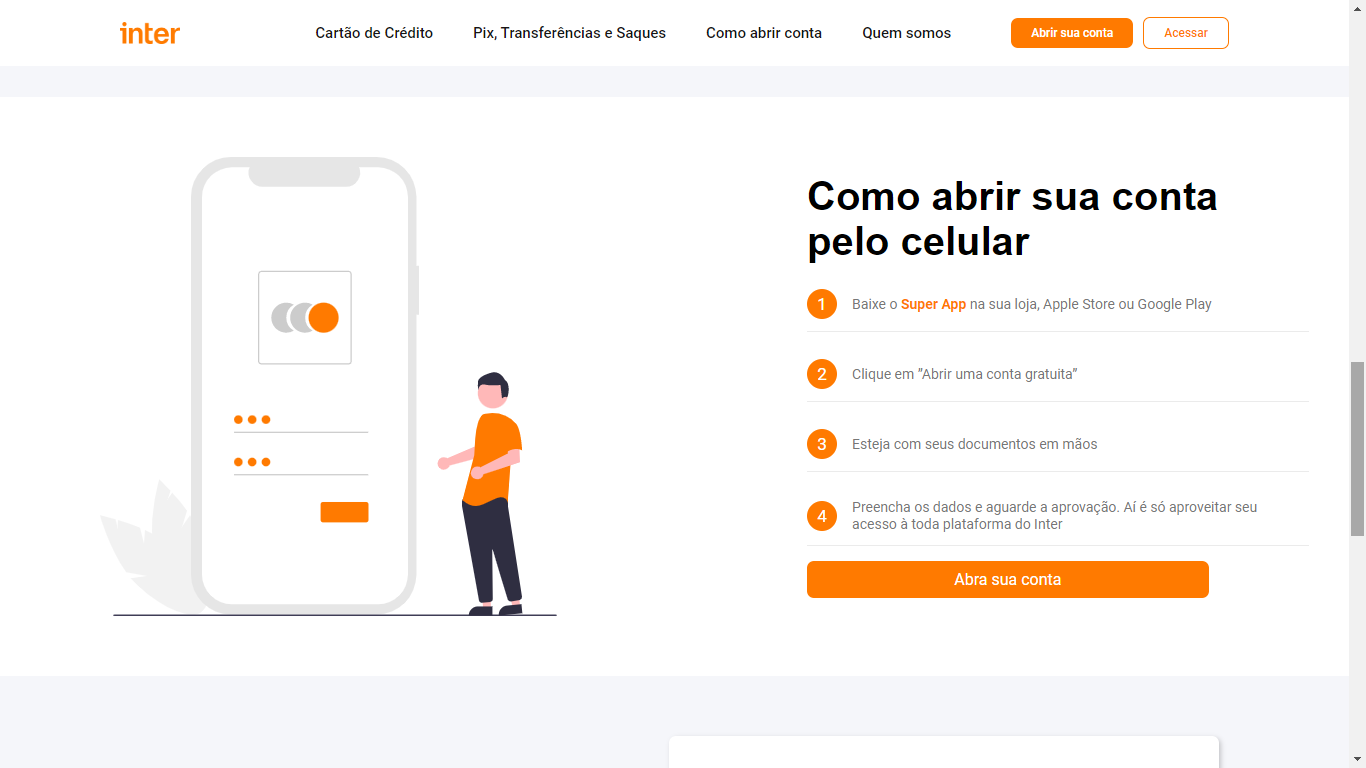 inter
Cartão de Crédito
Pix, Transferências e Saques
Como abrir conta
Quem somos
Abrir sua conta
Acessar
Como abrir sua conta
pelo celular
1
Baixe o Super App na sua loja, Apple Store ou Google Play
2
Clique em ”Abrir uma conta gratuita”
3
Esteja com seus documentos em mãos
4
Preencha os dados e aguarde a aprovação. Aí é só aproveitar seu
acesso à toda plataforma do Inter
Abra sua conta